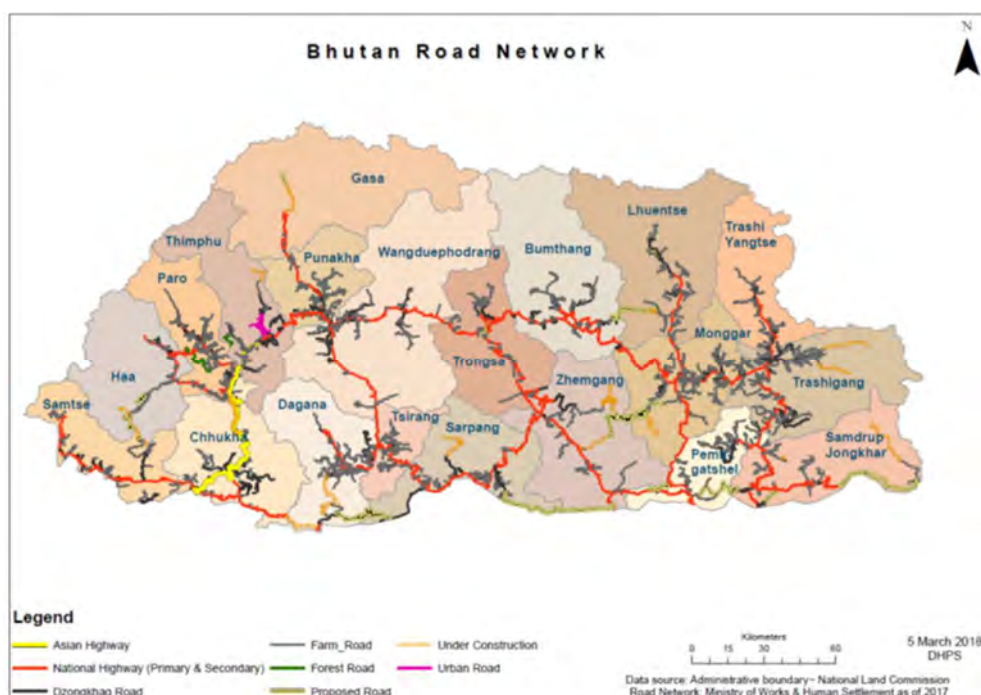 N
Bhutan Road Network
Gasa
Lhuentse
Trashi
Yangtse
Thimphu
Punakha
Wangduephodrang
Bumthang
Paro
Monggar
Haa
Trongsa
Zhemgang
Trashigang
Samtse
Dagana
Tsirang
Sarpang
Chhukha
Pema
gatshel
Samdrup
Jongkhar
Legend
Asian Highway
National Highway (Primary & Secondary)
Dzongkhag Road
Farm_Road
Forest Road
Proposed Road
Under Construction
Urban Road
Kilometers
0 15 30 60
5 March 2018
DHPS
Data source: Administrative boundary~ National Land Commission
Road Network: Ministry of Works & Human Settlement as of 2017